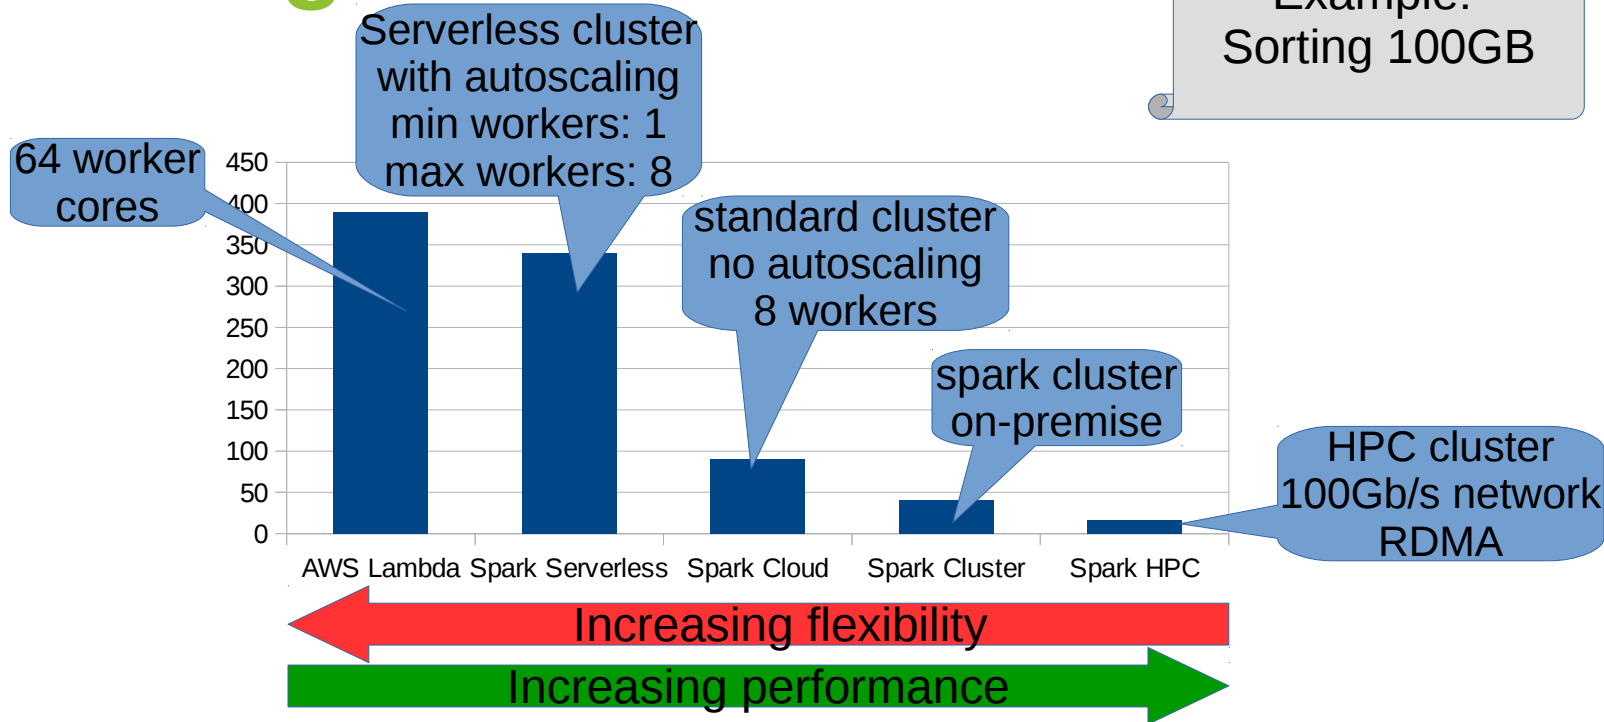 Example:
Sorting 100GB
Serverless cluster
with autoscaling
min workers: 1
max workers: 8
64 worker
cores
standard cluster
no autoscaling
8 workers
spark cluster
on-premise
HPC cluster
100Gb/s network
RDMA
450
400
350
300
250
200
150
100
50
0
AWS Lambda Spark Serverless Spark Cloud Spark Cluster Spark HPC
Increasing flexibility
Increasing performance